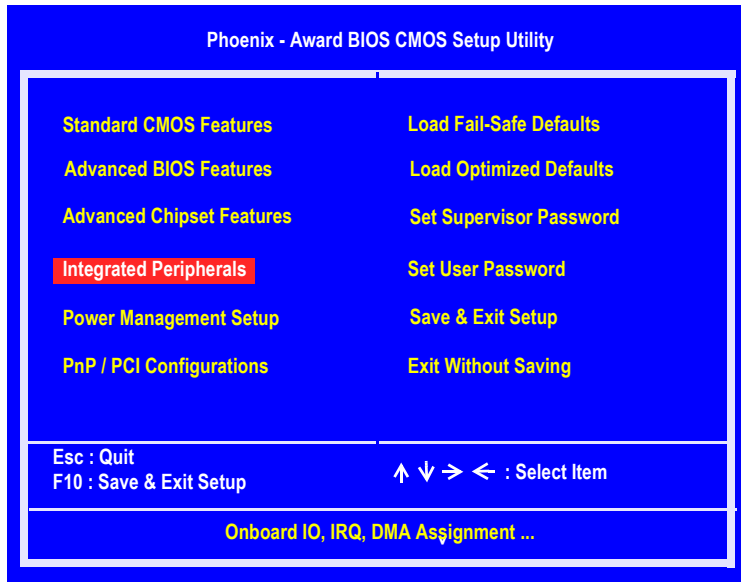 Phoenix - Award BIOS CMOS Setup Utility
Standard CMOS Features
Advanced BIOS Features
Advanced Chipset Features
Integrated Peripherals
Power Management Setup
PnP / PCI Configurations
Load Fail-Safe Defaults
Load Optimized Defaults
Set Supervisor Password
Set User Password
Save & Exit Setup
Exit Without Saving
Esc : Quit
F10 : Save & Exit Setup
↑ ↓ → ← : Select Item
Onboard IO, IRQ, DMA Assignment ...